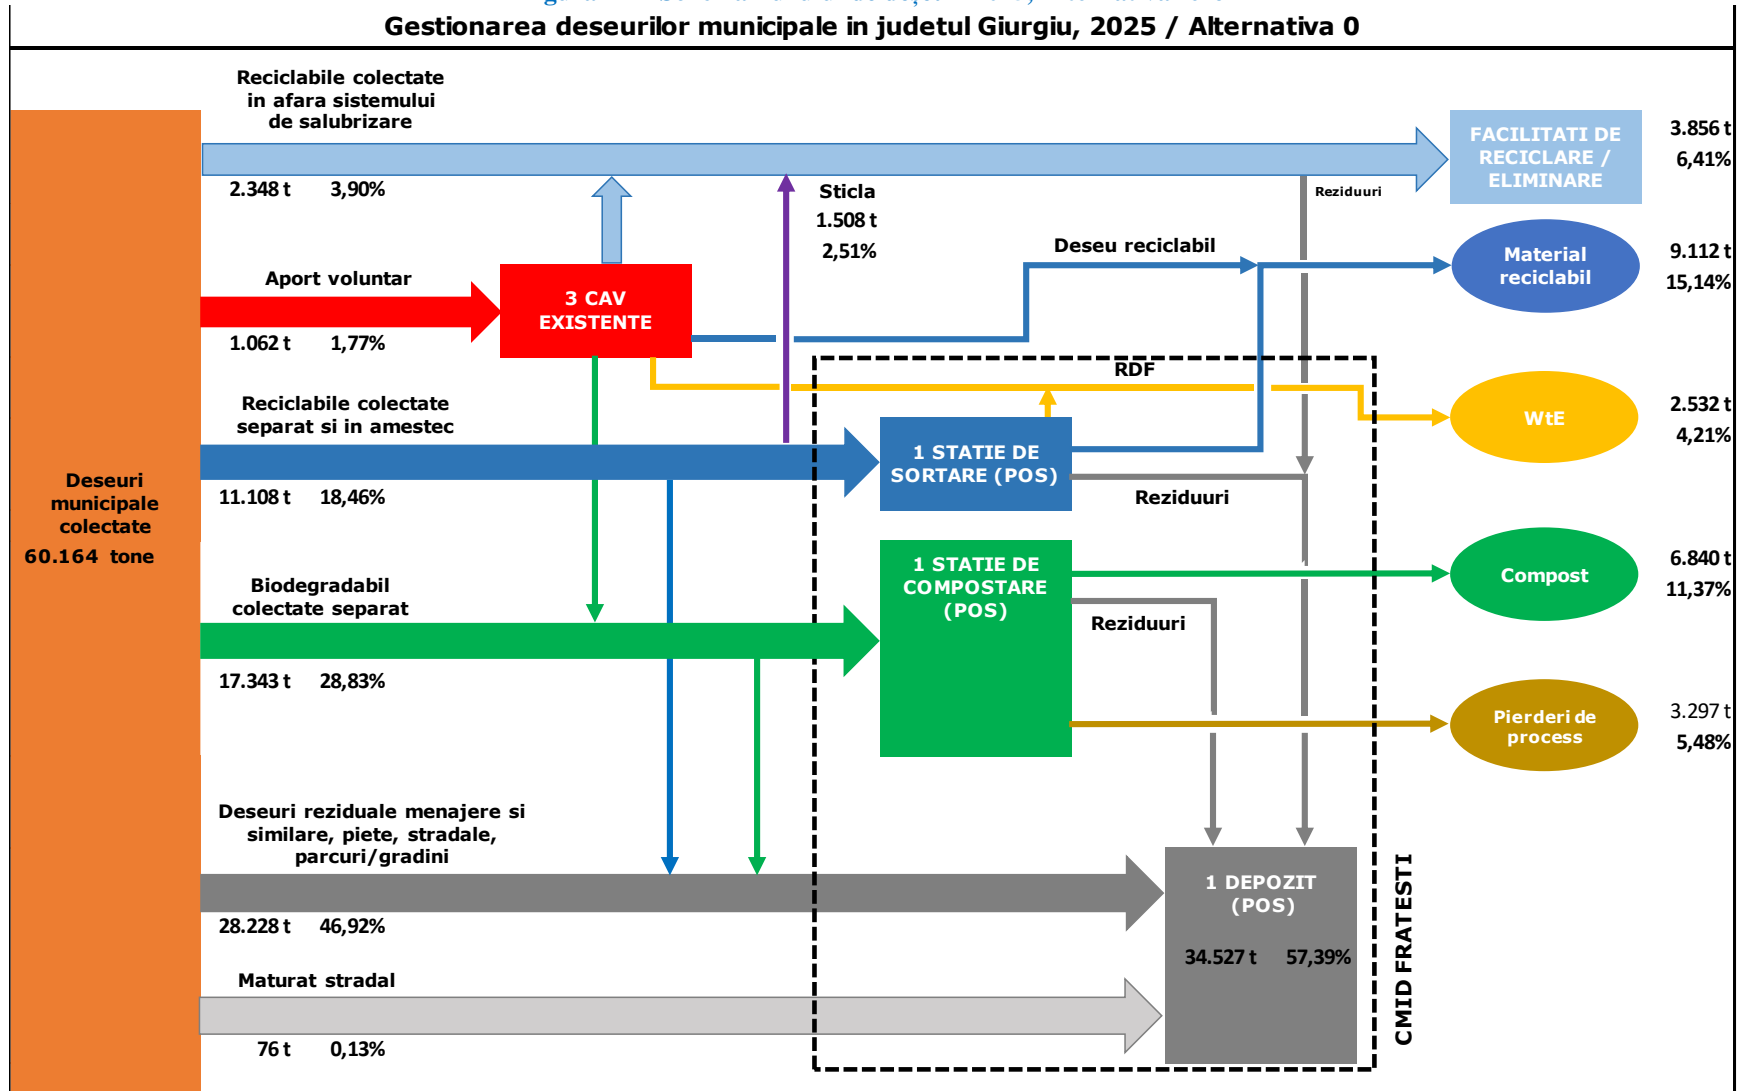 Gestionarea deseurilor municipale in judetul Giurgiu, 2025 / Alternativa 0
Reciclabile colectate
in afara sistemului
de salubrizare
2.348 t 3,90%
Sticla
1.508 t
2,51%
Reziduuri
FACILITATI DE
RECICLARE /
ELIMINARE
3.856 t
6,41%
Aport voluntar
1.062 t 1,77%
3 CAV
EXISTENTE
Deseu reciclabil
Material
reciclabil
9.112 t
15,14%
RDF
WtE
2.532 t
4,21%
Reciclabile colectate
separat si in amestec
11.108 t 18,46%
1 STATIE DE
SORTARE (POS)
Reziduuri
Deseuri
municipale
colectate
60.164 tone
Biodegradabil
colectate separat
17.343 t 28,83%
1 STATIE DE
COMPOSTARE
(POS)
Reziduuri
Compost
6.840 t
11,37%
Pierderi de
process
3.297 t
5,48%
Deseuri reziduale menajere si
similare, piete, stradale,
parcuri/gradini
28.228 t 46,92%
1 DEPOZIT
(POS)
34.527 t 57,39%
CMID FRATESTI
Maturat stradal
76 t 0,13%